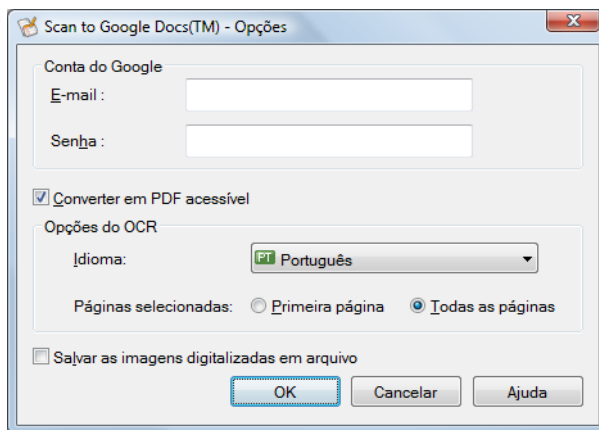 Scan to Google Docs(TM) - Opções
Conta do Google
E-mail :
Senha :
Converter em PDF acessível
Opções do OCR
Idioma: PT Português
Páginas selecionadas: Primeira página Todas as páginas
Salvar as imagens digitalizadas em arquivo
OK Cancelar Ajuda